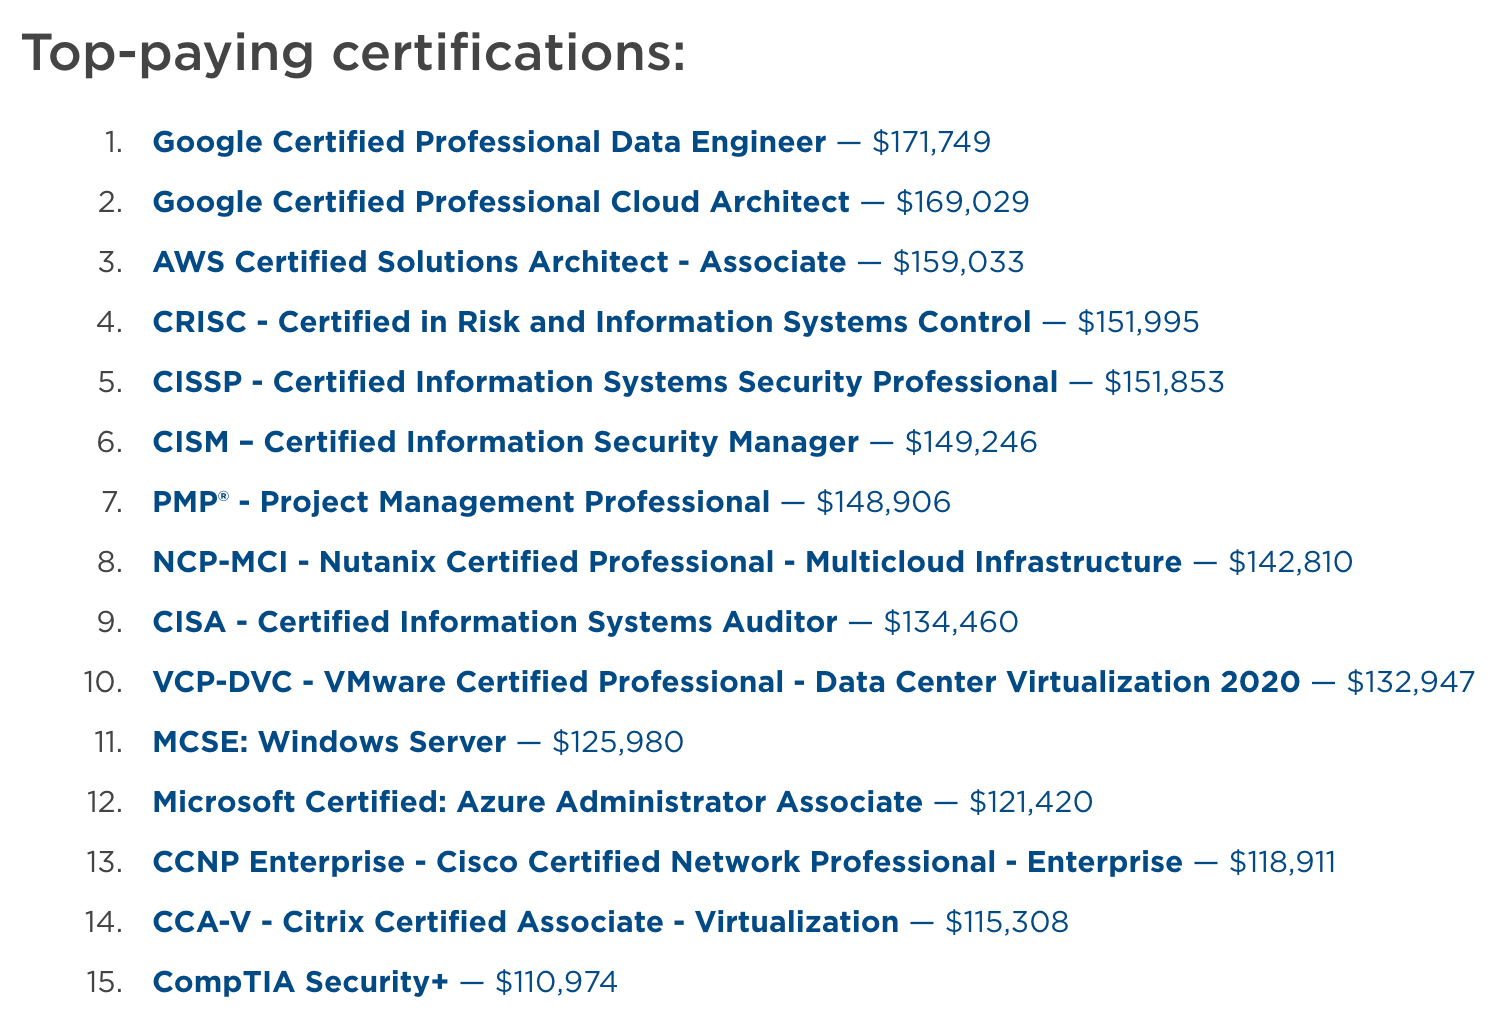 Top-paying certifications:
1. Google Certified Professional Data Engineer — $171,749
2. Google Certified Professional Cloud Architect — $169,029
3. AWS Certified Solutions Architect - Associate — $159,033
4. CRISC - Certified in Risk and Information Systems Control — $151,995
5. CISSP - Certified Information Systems Security Professional — $151,853
6. CISM – Certified Information Security Manager — $149,246
7. PMP® - Project Management Professional — $148,906
8. NCP-MCI - Nutanix Certified Professional - Multicloud Infrastructure — $142,810
9. CISA - Certified Information Systems Auditor — $134,460
10. VCP-DVC - VMware Certified Professional - Data Center Virtualization 2020 — $132,947
11. MCSE: Windows Server — $125,980
12. Microsoft Certified: Azure Administrator Associate — $121,420
13. CCNP Enterprise - Cisco Certified Network Professional - Enterprise — $118,911
14. CCA-V - Citrix Certified Associate - Virtualization — $115,308
15. CompTIA Security+ — $110,974